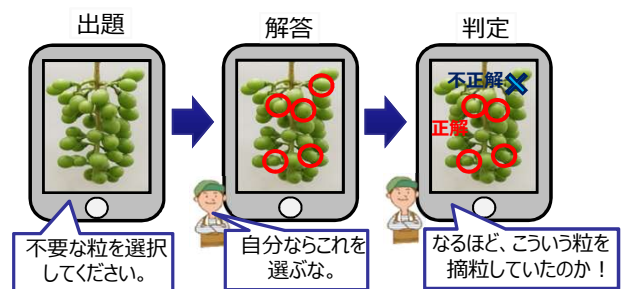 出題
解答
判定
不要な粒を選択
してください。
自分ならこれを
選ぶな。
不正解
正解
なるほど、こういう粒を
摘粒していたのか！